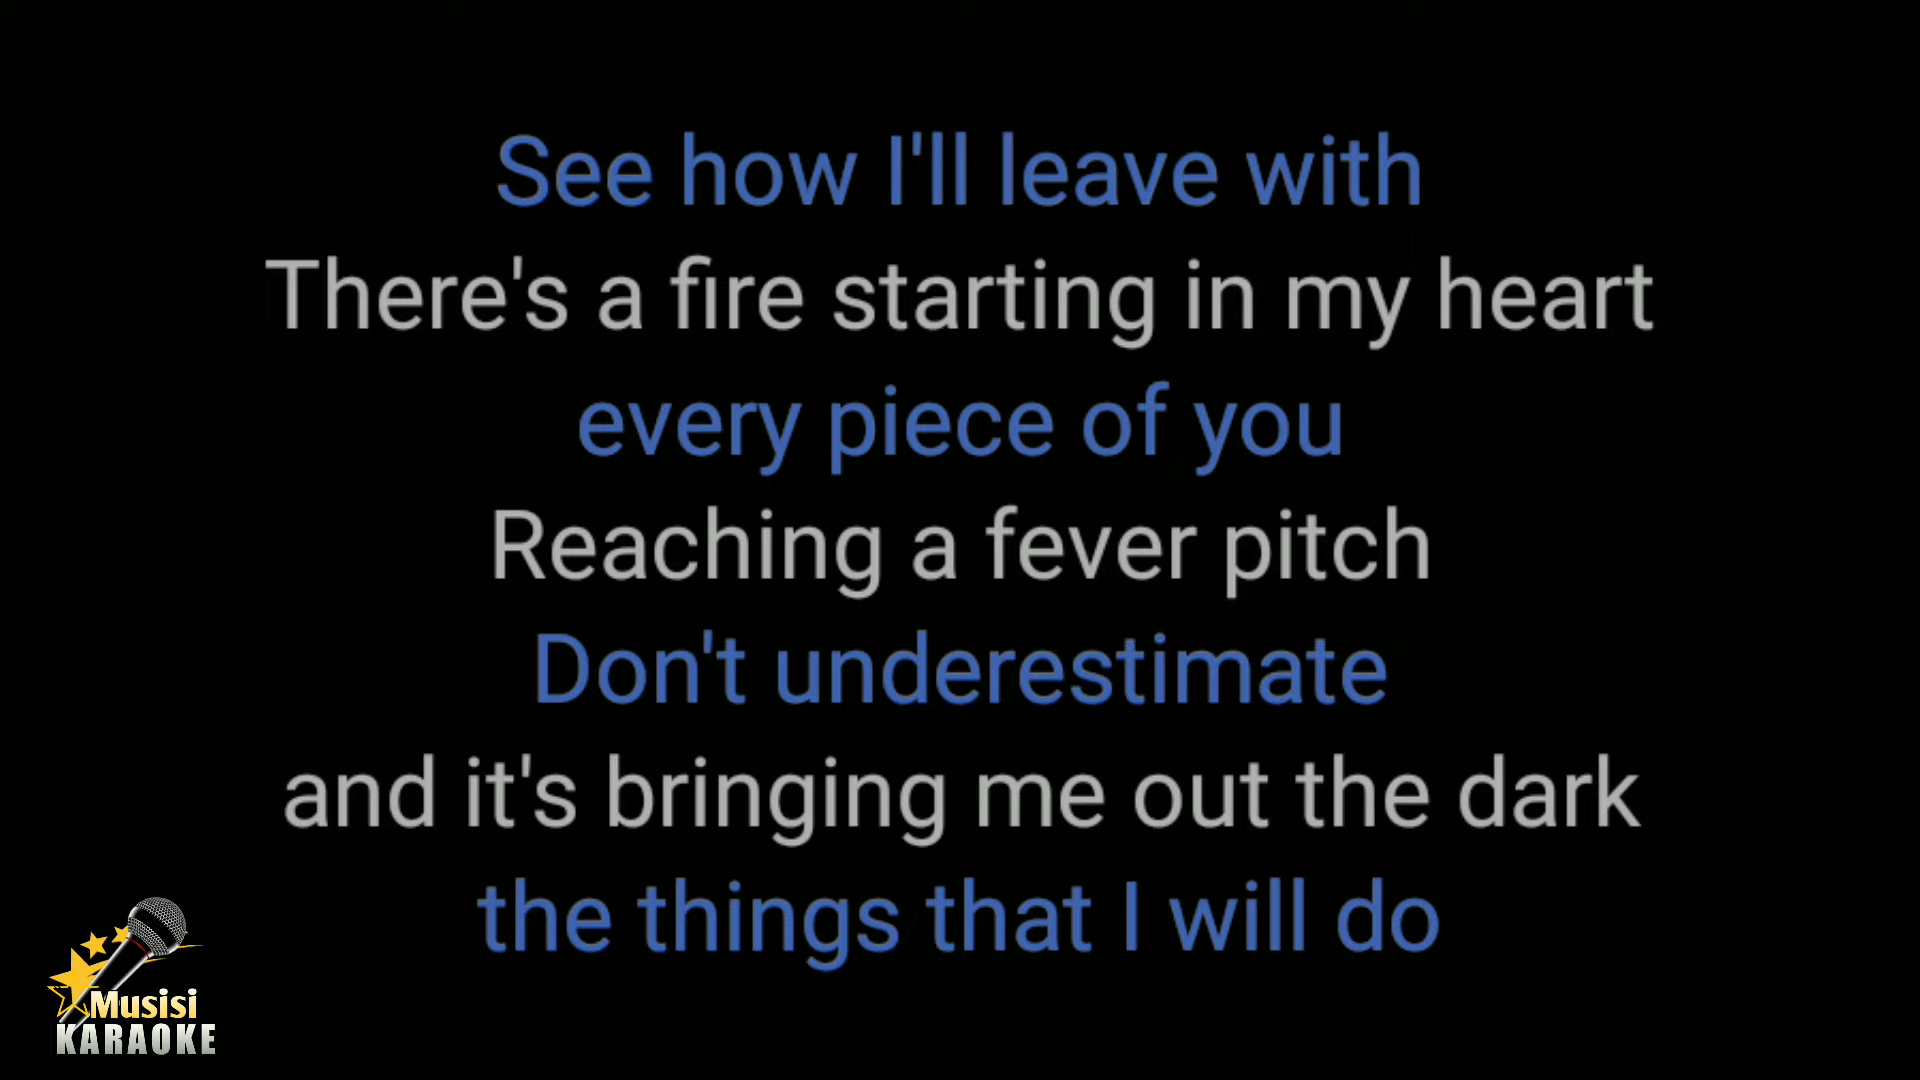 See how I'll leave with
There's a fire starting in my heart
every piece of you
Reaching a fever pitch
Don't underestimate
and it's bringing me out the dark
the things that I will do
Musisi
KARAOKE